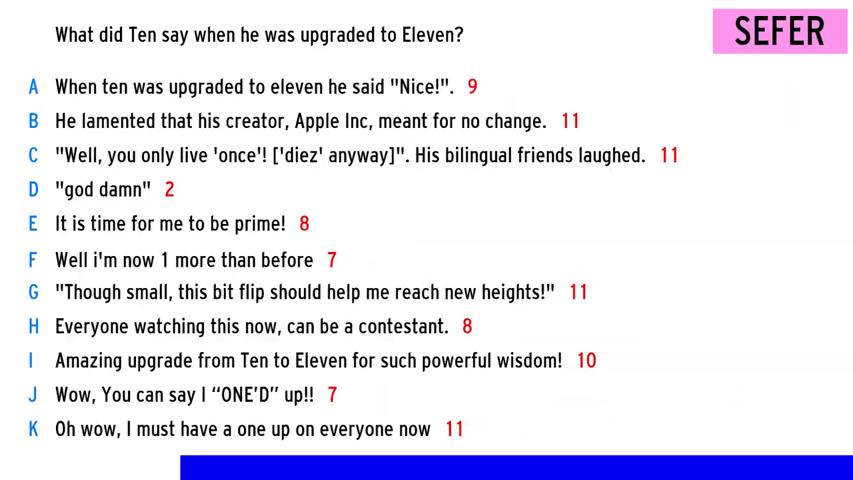 What did Ten say when he was upgraded to Eleven?
SEFER
A When ten was upgraded to eleven he said "Nice!". 9
B He lamented that his creator, Apple Inc, meant for no change. 11
C "Well, you only live 'once'! ['diez' anyway]". His bilingual friends laughed. 11
D "god damn" 2
E It is time for me to be prime! 8
F Well i'm now 1 more than before 7
G "Though small, this bit flip should help me reach new heights!" 11
H Everyone watching this now, can be a contestant. 8
I Amazing upgrade from Ten to Eleven for such powerful wisdom! 10
J Wow, You can say I “ONE’D” up!! 7
K Oh wow, I must have a one up on everyone now 11